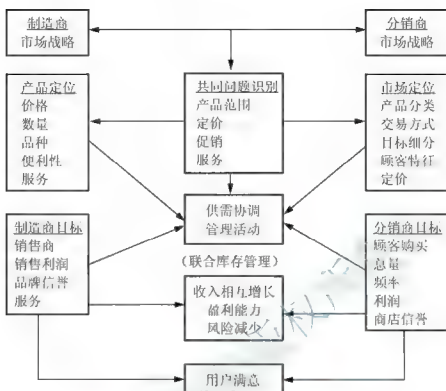 制造商
市场战略
分销商
市场战略
产品定位
价格
数量
品种
便利性
服务
共同问题识别
产品范围
定价
促销
服务
市场定位
产品分类
交易方式
目标细分
顾客特征
定价
供需协调
管理活动
(联合库存管理)
制造商目标
销售商
销售利润
品牌信誉
服务
分销商目标
顾客购买
总量
频率
利润
商店信誉
收入相互增长
盈利能力
风险减少
用户满意